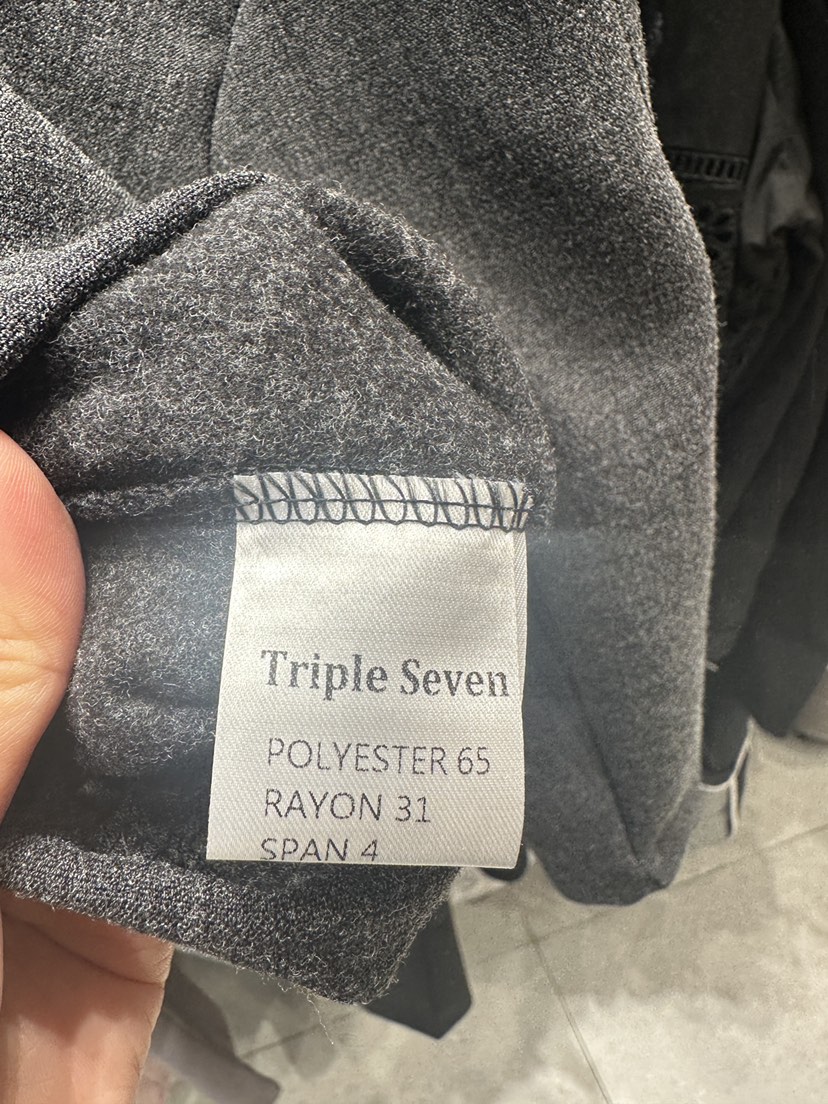 Triple Seven
POLYESTER 65
RAYON 31
SPAN 4